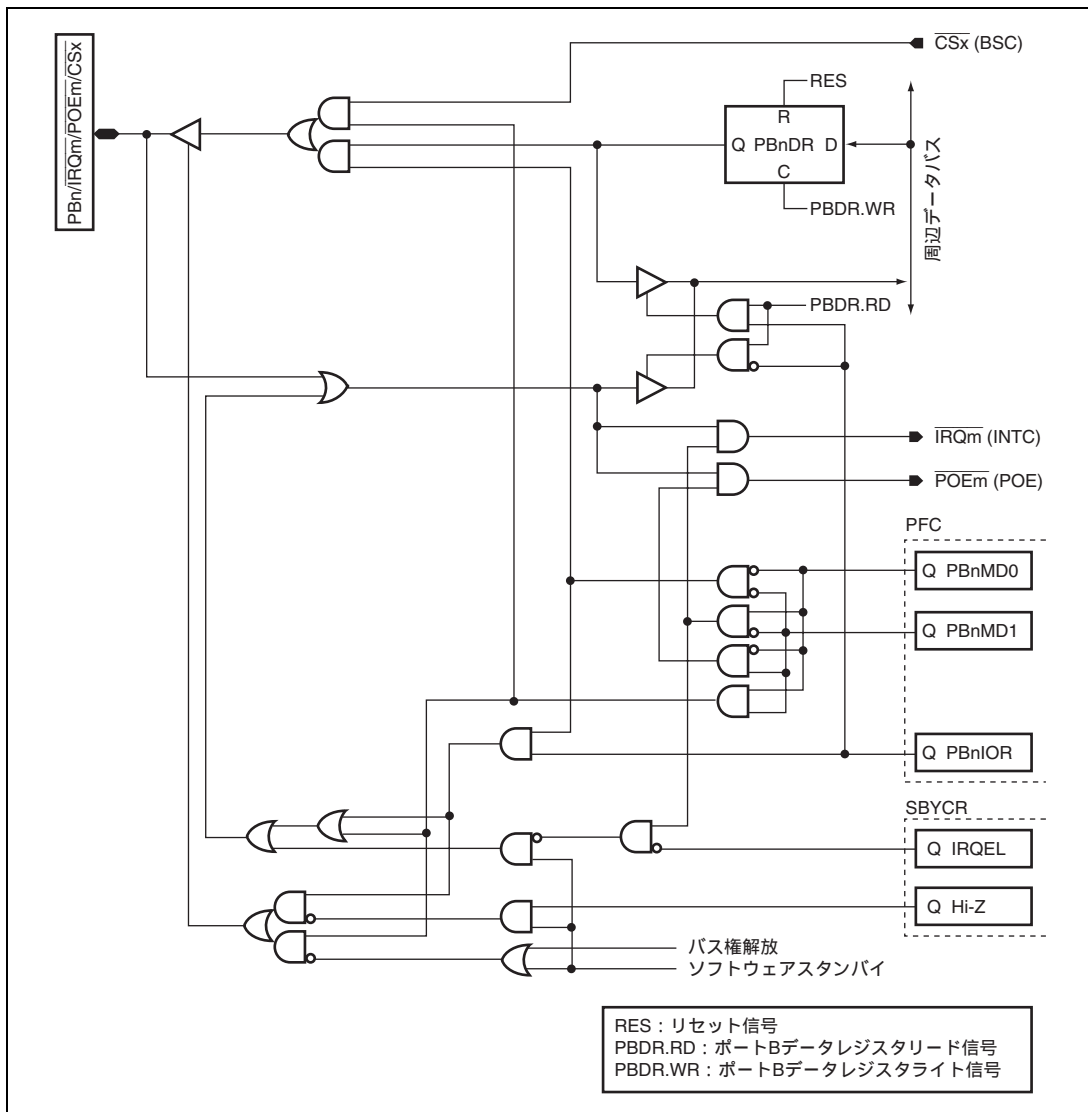 PBn/IRQm/POEm/CSx
CSx (BSC)
RES
R
Q PBnDR D
C
PBDR.WR
周辺データバス
PBDR.RD
IRQm (INTC)
POEm (POE)
PFC
Q PBnMD0
Q PBnMD1
Q PBnIOR
SBYCR
Q IRQEL
Q Hi-Z
バス権解放
ソフトウェアスタンバイ
RES：リセット信号
PBDR.RD：ポートBデータレジスタリード信号
PBDR.WR：ポートBデータレジスタライト信号